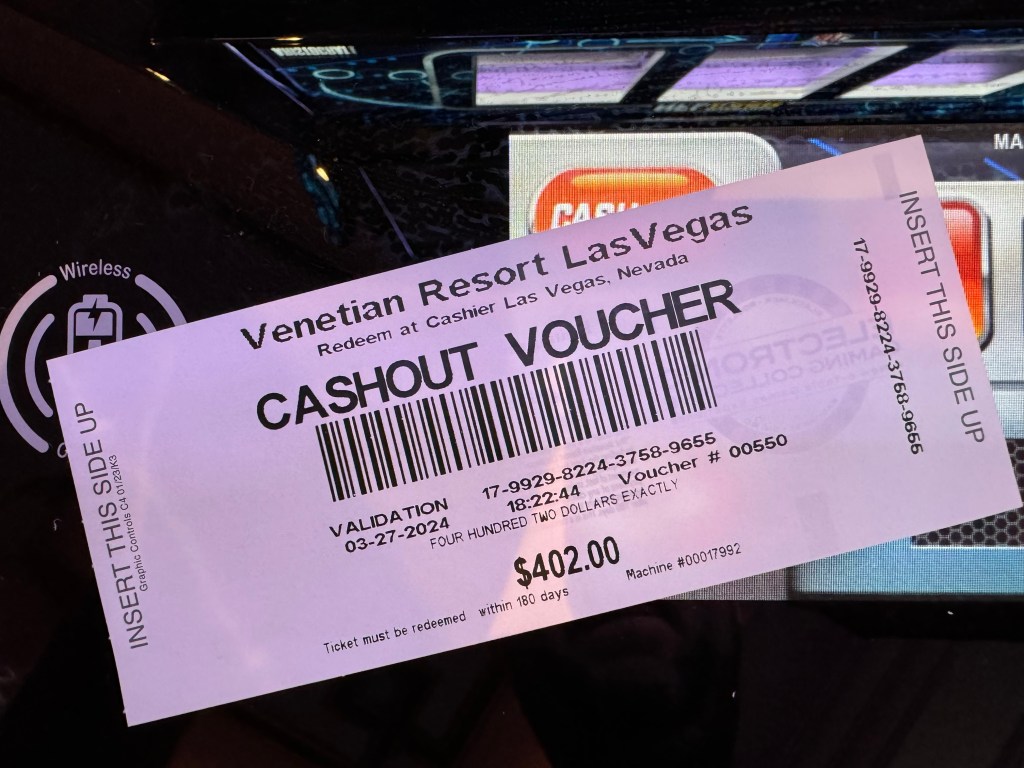 Wireless
CASH
MA
Venetian Resort LasVegas
Redeem at Cashier Las Vegas, Nevada
CASHOUT VOUCHER
VALIDATION 17-9929-8224-3758-9655
03-27-2024 18:22:44 Voucher # 00550
FOUR HUNDRED TWO DOLLARS EXACTLY
$402.00
Ticket must be redeemed within 180 days Machine #00017992
INSERT THIS SIDE UP
Graphic Controls C4 01/23/K3
17-9929-8224-3758-9655
INSERT THIS SIDE UP